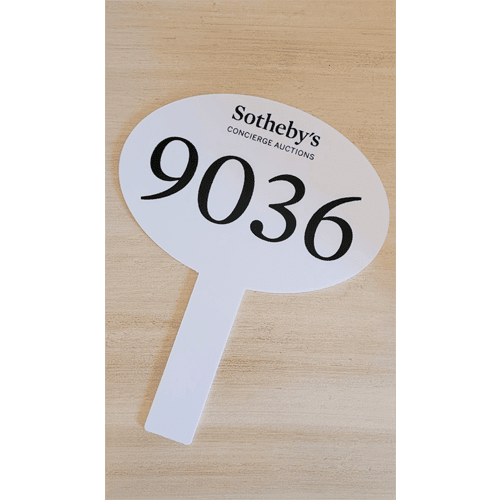 Sotheby's
CONCIERGE AUCTIONS
9036